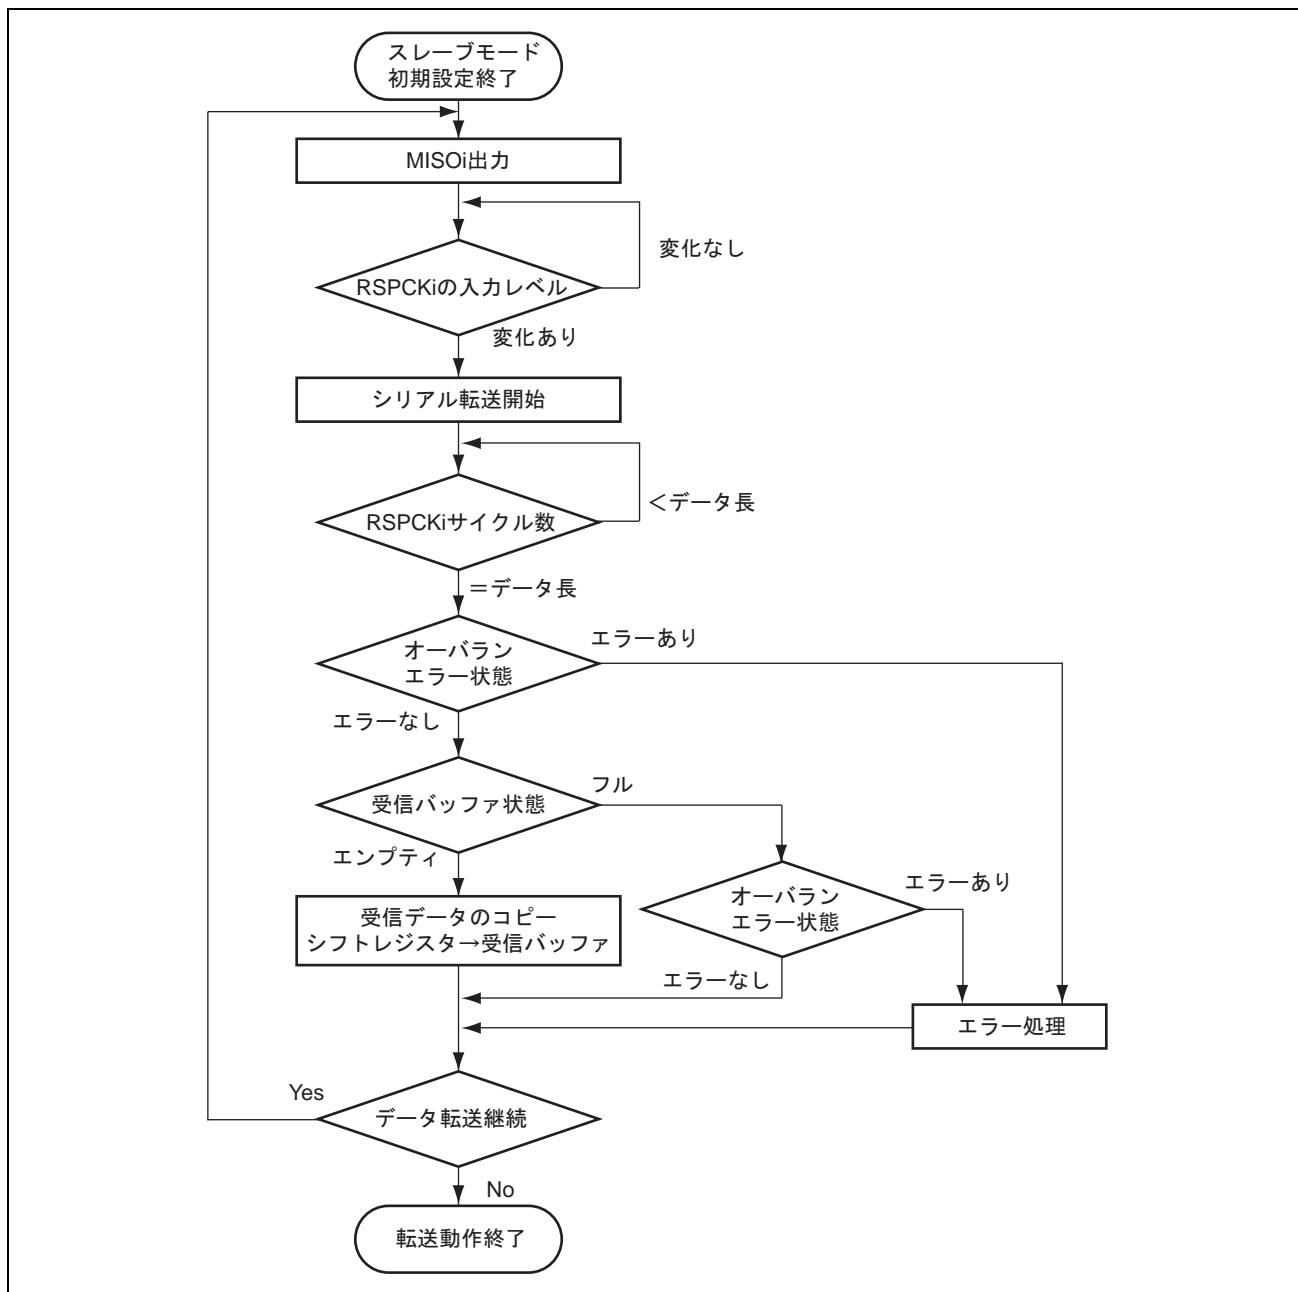 スレーブモード
初期設定終了
MISOi出力
変化なし
RSPCKiの入力レベル
変化あり
シリアル転送開始
＜データ長
RSPCKiサイクル数
＝データ長
エラーあり
オーバラン
エラー状態
エラーなし
フル
受信バッファ状態
エンプティ
エラーあり
オーバラン
エラー状態
受信データのコピー
シフトレジスタ→受信バッファ
エラーなし
エラー処理
Yes
データ転送継続
No
転送動作終了